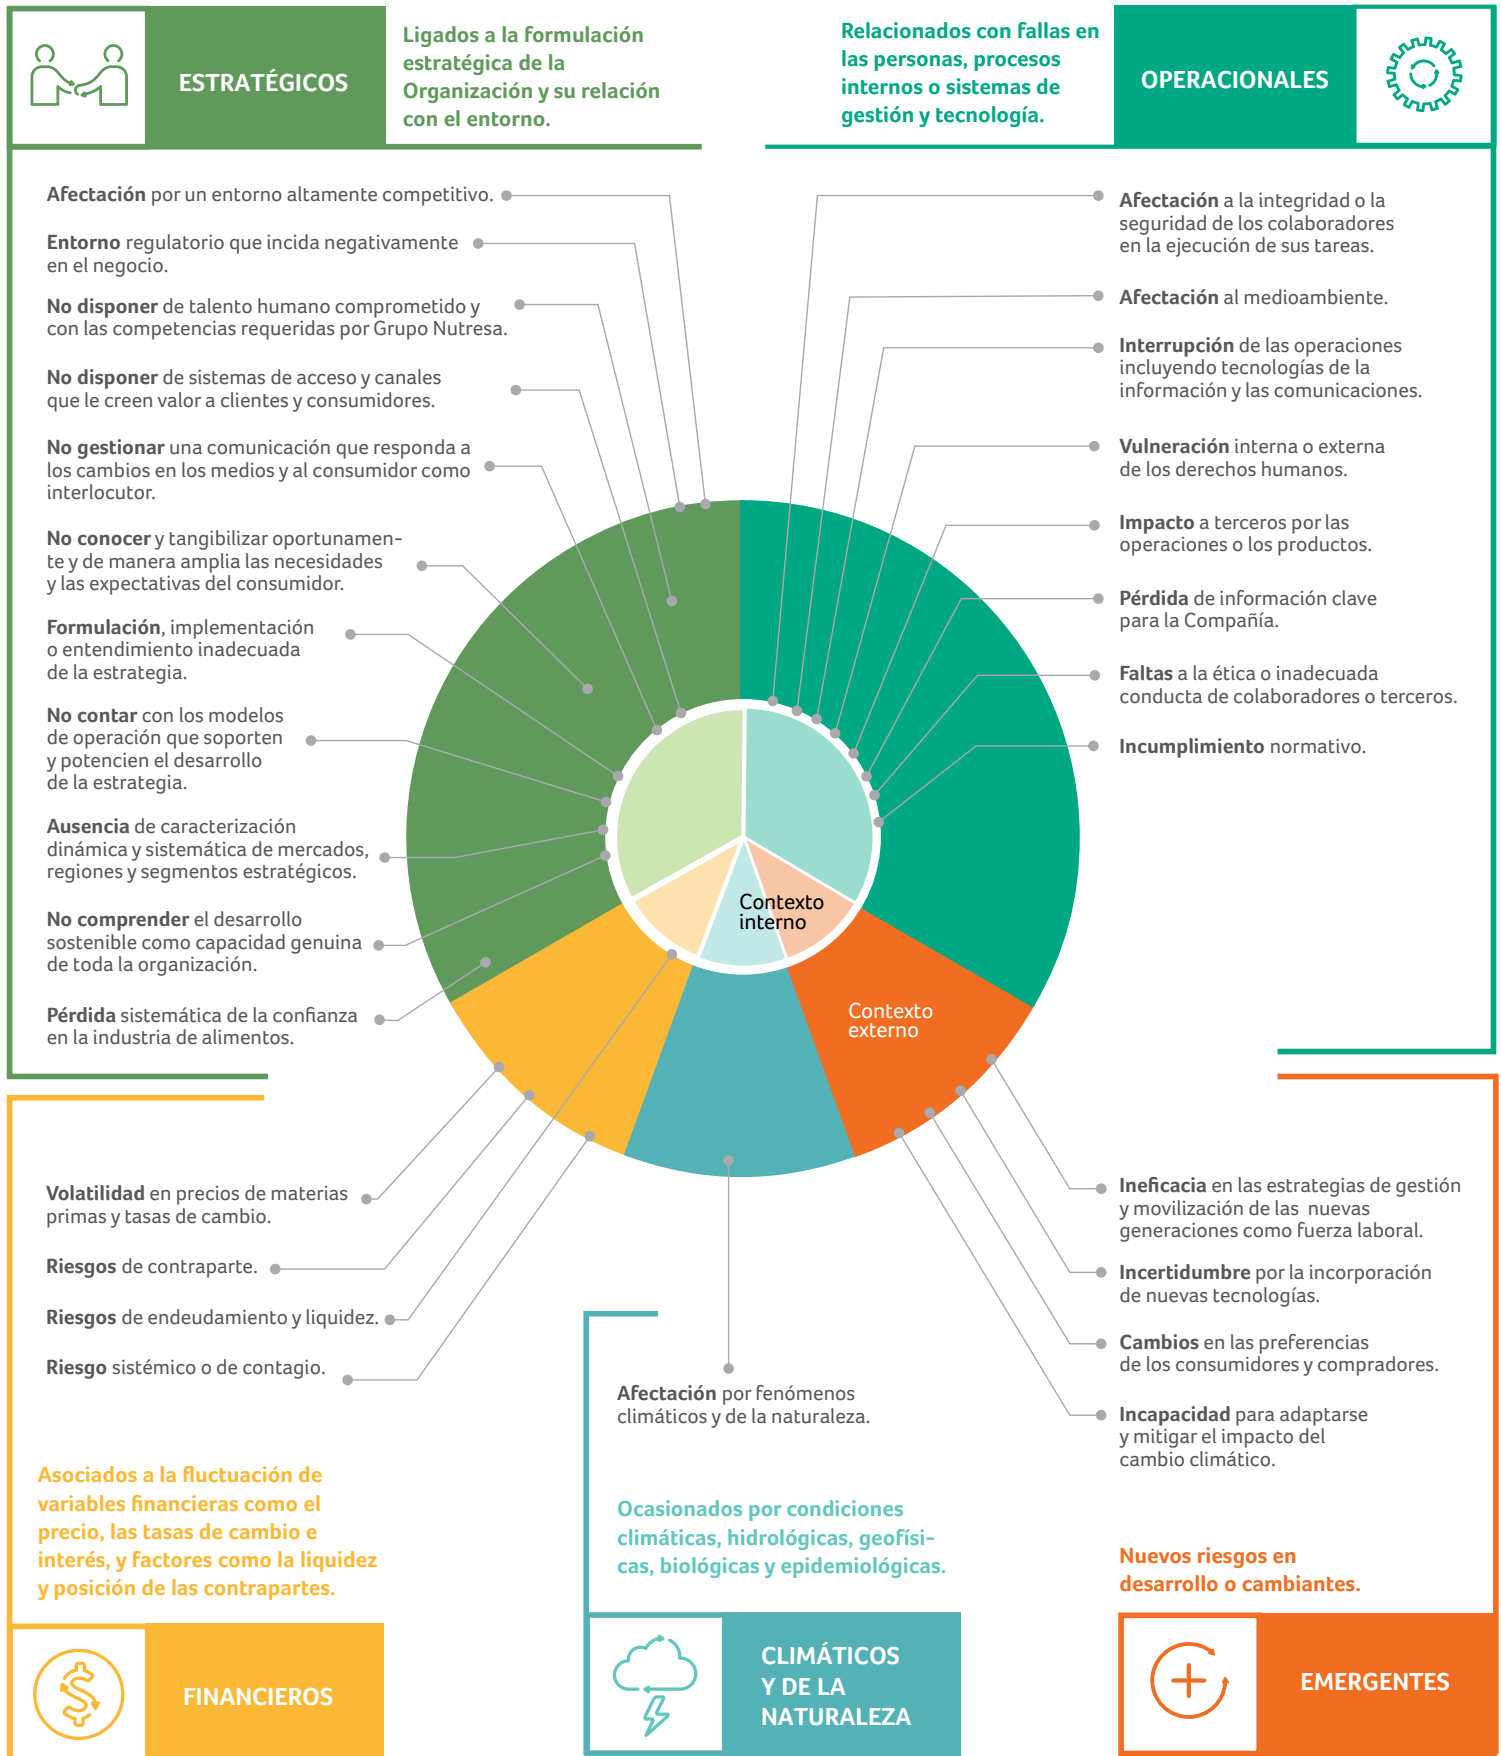 ESTRATÉGICOS
Ligados a la formulación
estratégica de la
Organización y su relación
con el entorno.
Afectación por un entorno altamente competitivo.
Entorno regulatorio que incida negativamente
en el negocio.
No disponer de talento humano comprometido y
con las competencias requeridas por Grupo Nutresa.
No disponer de sistemas de acceso y canales
que le creen valor a clientes y consumidores.
No gestionar una comunicación que responda a
los cambios en los medios y al consumidor como
interlocutor.
No conocer y tangibilizar oportunamen-
te y de manera amplia las necesidades
y las expectativas del consumidor.
Formulación, implementación
o entendimiento inadecuada
de la estrategia.
No contar con los modelos
de operación que soporten
y potencien el desarrollo
de la estrategia.
Ausencia de caracterización
dinámica y sistemática de mercados,
regiones y segmentos estratégicos.
No comprender el desarrollo
sostenible como capacidad genuina
de toda la organización.
Pérdida sistemática de la confianza
en la industria de alimentos.
Relacionados con fallas en
las personas, procesos
internos o sistemas de
gestión y tecnología.
OPERACIONALES
Afectación a la integridad o la
seguridad de los colaboradores
en la ejecución de sus tareas.
Afectación al medioambiente.
Interrupción de las operaciones
incluyendo tecnologías de la
información y las comunicaciones.
Vulneración interna o externa
de los derechos humanos.
Impacto a terceros por las
operaciones o los productos.
Pérdida de información clave
para la Compañía.
Faltas a la ética o inadecuada
conducta de colaboradores o terceros.
Incumplimiento normativo.
Contexto
interno
Contexto
externo
Volatilidad en precios de materias
primas y tasas de cambio.
Riesgos de contraparte.
Riesgos de endeudamiento y liquidez.
Riesgo sistémico o de contagio.
Asociados a la fluctuación de
variables financieras como el
precio, las tasas de cambio e
interés, y factores como la liquidez
y posición de las contrapartes.
FINANCIEROS
Afectación por fenómenos
climáticos y de la naturaleza.
Ocasionados por condiciones
climáticas, hidrológicas, geofísi-
cas, biológicas y epidemiológicas.
CLIMÁTICOS
Y DE LA
NATURALEZA
Ineficacia en las estrategias de gestión
y movilización de las nuevas
generaciones como fuerza laboral.
Incertidumbre por la incorporación
de nuevas tecnologías.
Cambios en las preferencias
de los consumidores y compradores.
Incapacidad para adaptarse
y mitigar el impacto del
cambio climático.
Nuevos riesgos en
desarrollo o cambiantes.
EMERGENTES